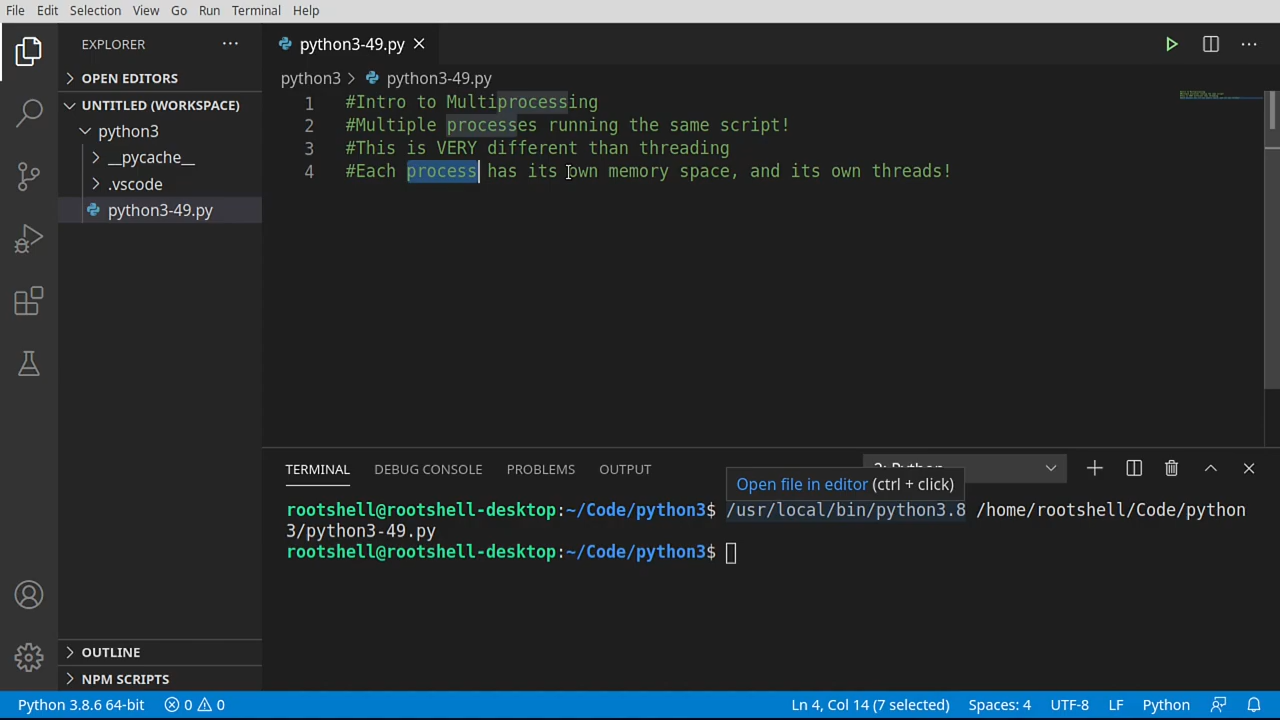 File Edit Selection View Go Run Terminal Help
EXPLORER
OPEN EDITORS
UNTITLED (WORKSPACE)
python3
__pycache__
.vscode
python3-49.py
OUTLINE
NPM SCRIPTS
python3-49.py
python3 > python3-49.py
1 #Intro to Multiprocessing
2 #Multiple processes running the same script!
3 #This is VERY different than threading
4 #Each process has its own memory space, and its own threads!
TERMINAL DEBUG CONSOLE PROBLEMS OUTPUT 2: Python
Open file in editor (ctrl + click)
rootshell@rootshell-desktop:~/Code/python3$ /usr/local/bin/python3.8 /home/rootshell/Code/python
3/python3-49.py
rootshell@rootshell-desktop:~/Code/python3$
Python 3.8.6 64-bit 0 0 Ln 4, Col 14 (7 selected) Spaces: 4 UTF-8 LF Python